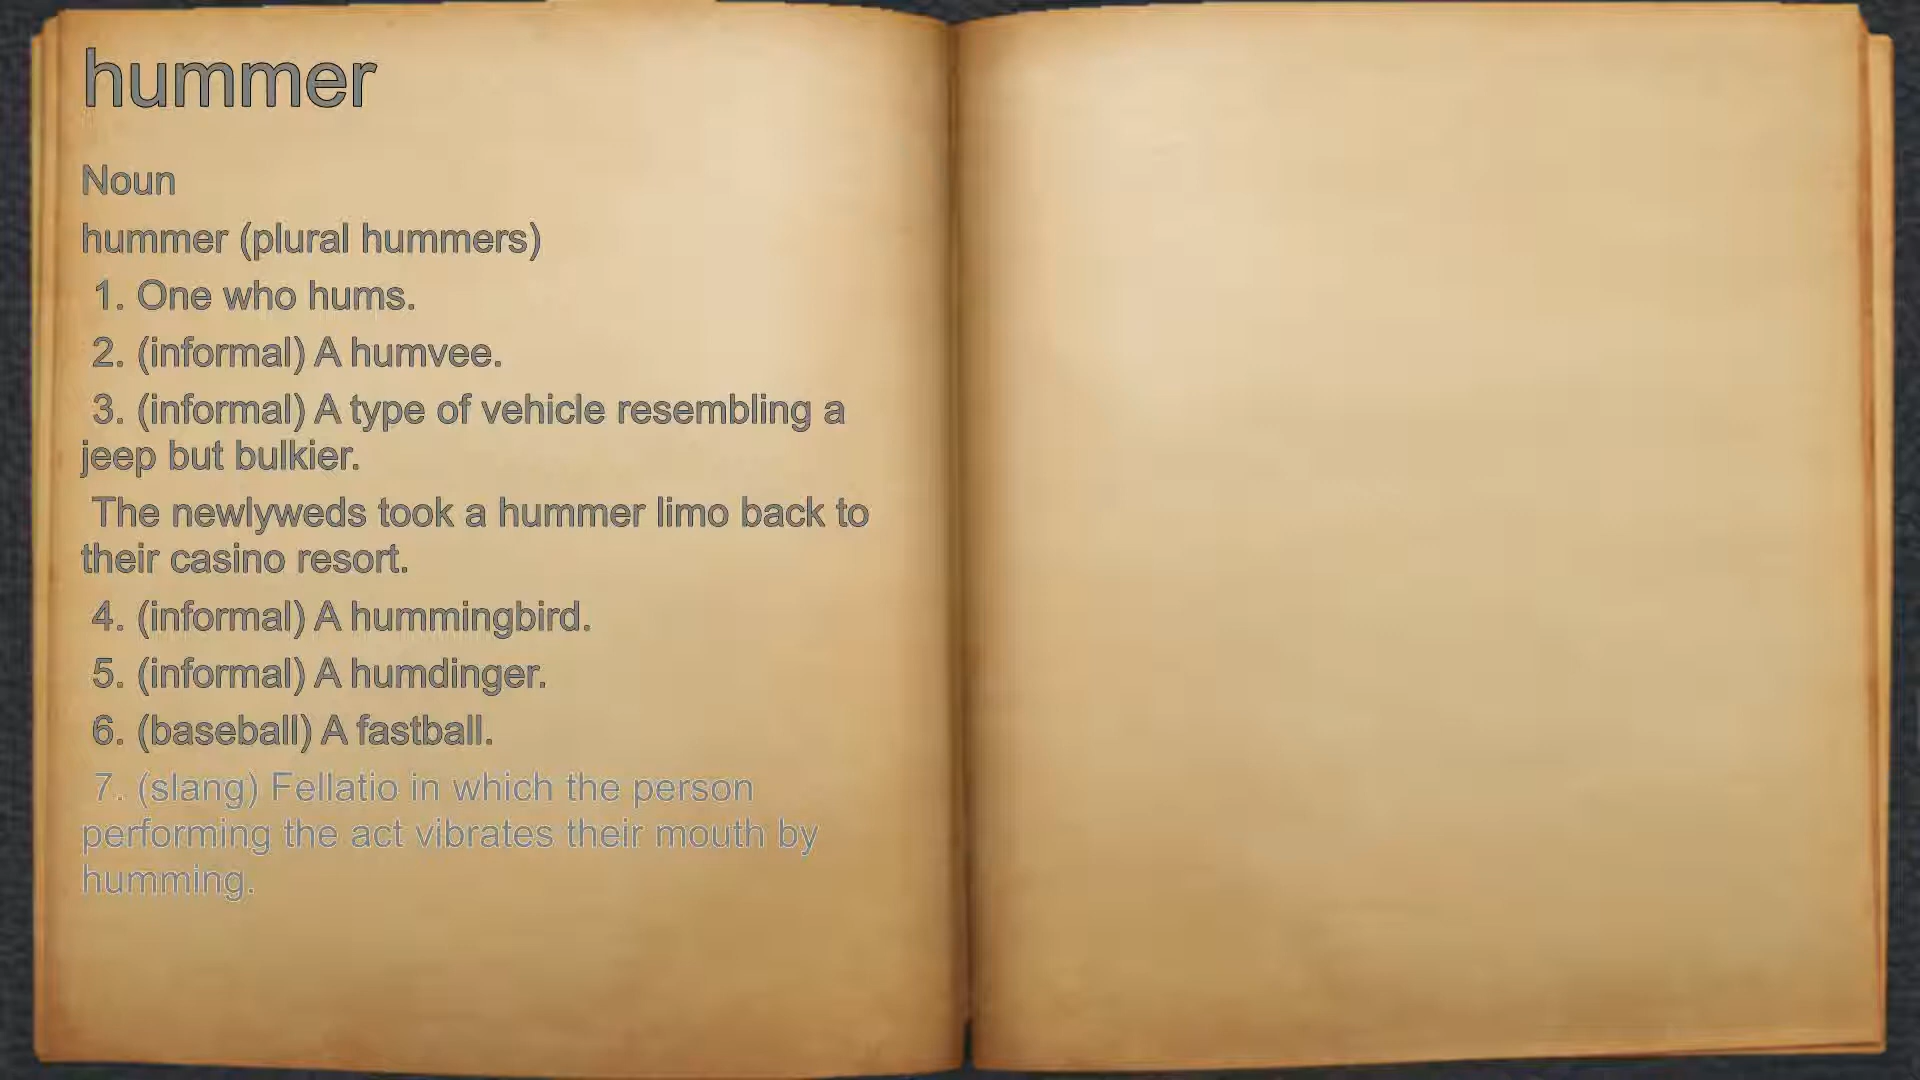 hummer
Noun
hummer (plural hummers)
1. One who hums.
2. (informal) A humvee.
3. (informal) A type of vehicle resembling a
jeep but bulkier.
The newlyweds took a hummer limo back to
their casino resort.
4. (informal) A hummingbird.
5. (informal) A humdinger.
6. (baseball) A fastball.
7. (slang) Fellatio in which the person
performing the act vibrates their mouth by
humming.